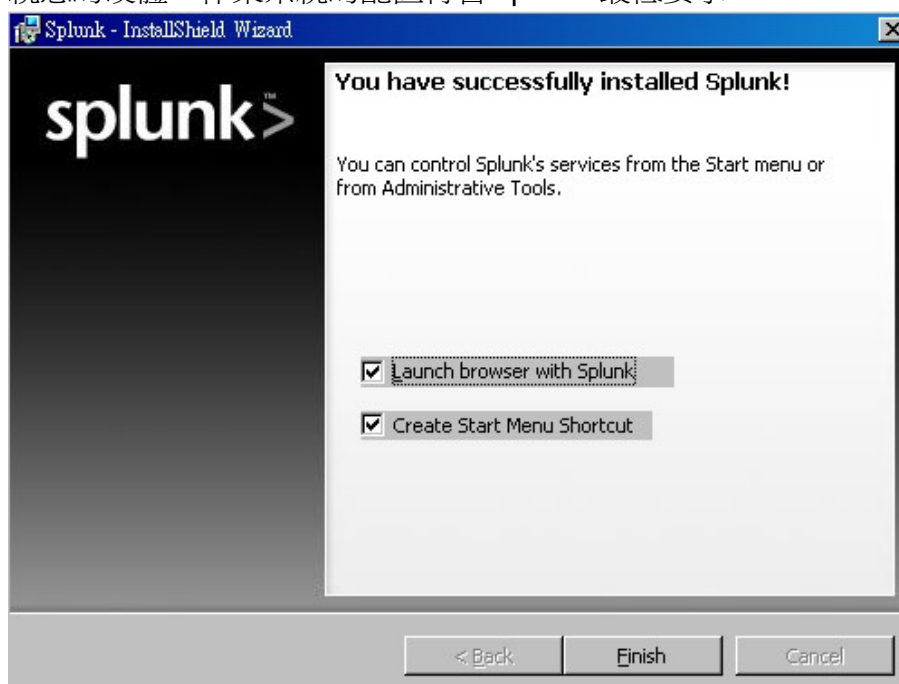 Splunk - InstallShield Wizard
splunk>™
You have successfully installed Splunk!
You can control Splunk's services from the Start menu or
from Administrative Tools.
Launch browser with Splunk
Create Start Menu Shortcut
< Back
Finish
Cancel